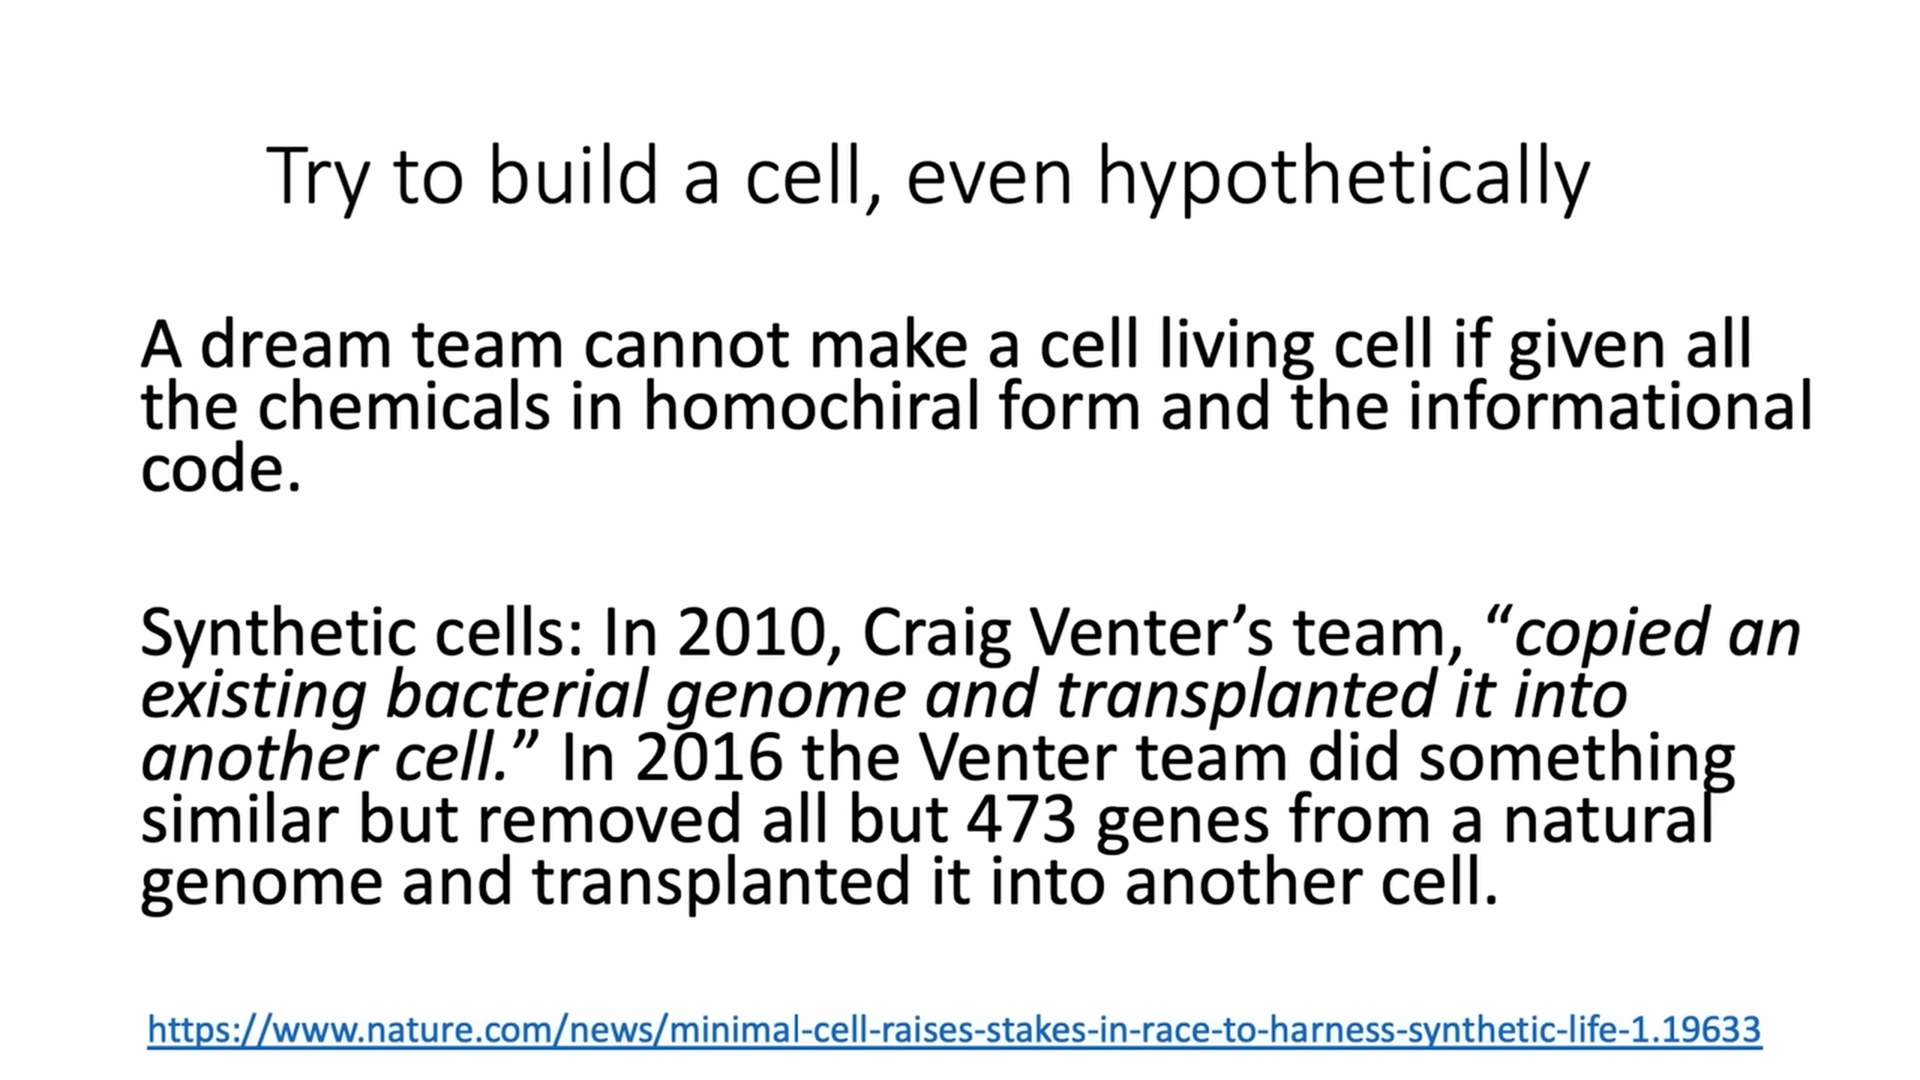 Try to build a cell, even hypothetically
A dream team cannot make a cell living cell if given all
the chemicals in homochiral form and the informational
code.
Synthetic cells: In 2010, Craig Venter’s team, “copied an
existing bacterial genome and transplanted it into
another cell.” In 2016 the Venter team did something
similar but removed all but 473 genes from a natural
genome and transplanted it into another cell.
https://www.nature.com/news/minimal-cell-raises-stakes-in-race-to-harness-synthetic-life-1.19633